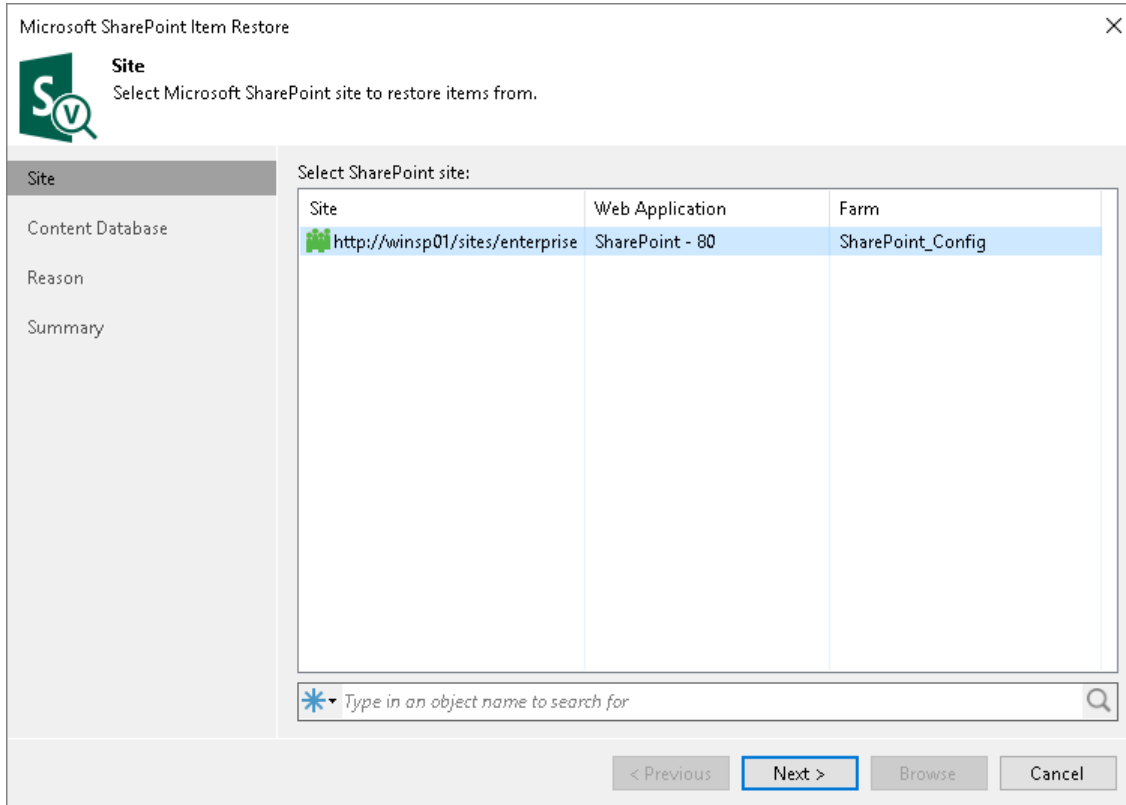 Microsoft SharePoint Item Restore
Site
Select Microsoft SharePoint site to restore items from.
Site
Content Database
Reason
Summary
Select SharePoint site:
Site Web Application Farm
http://winsp01/sites/enterprise SharePoint - 80 SharePoint_Config
Type in an object name to search for
< Previous Next > Browse Cancel